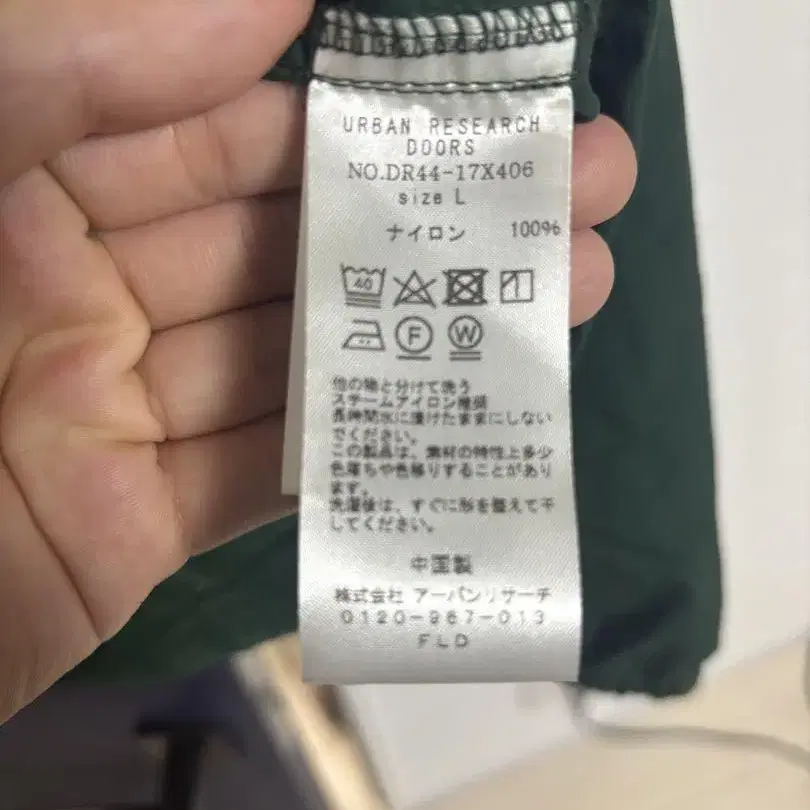 URBAN RESEARCH
DOORS
NO.DR44-17X406
size L
ナイロン 100%
40
F W
他の物と分けて洗う
スチームアイロン推奨
長時間水に漬けたままにしない
でください。
この製品は、素材の特性上多少
色落ちや色移りすることがあり
ます。
洗濯後は、すぐに形を整えて干
してください。
中国製
株式会社 アーバンリサーチ
0120-987-013
FLD